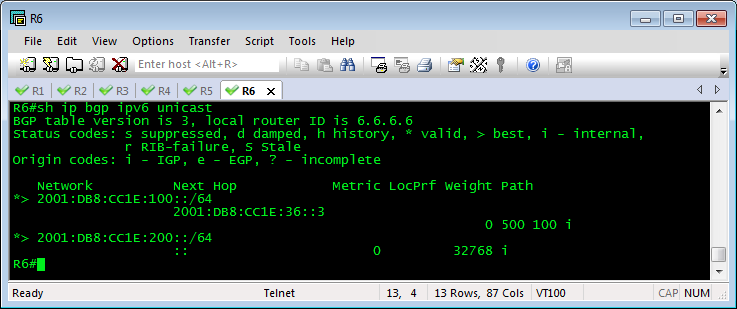 R6
File Edit View Options Transfer Script Tools Help
Enter host <Alt+R>
R1 R2 R3 R4 R5 R6
R6#sh ip bgp ipv6 unicast
BGP table version is 3, local router ID is 6.6.6.6
Status codes: s suppressed, d damped, h history, * valid, > best, i - internal,
r RIB-failure, S Stale
Origin codes: i - IGP, e - EGP, ? - incomplete
Network Next Hop Metric LocPrf Weight Path
*> 2001:DB8:CC1E:100::/64
2001:DB8:CC1E:36::3
0 500 100 i
*> 2001:DB8:CC1E:200::/64
:: 0 32768 i
R6#
Ready Telnet 13, 4 13 Rows, 87 Cols VT100 CAP NUM